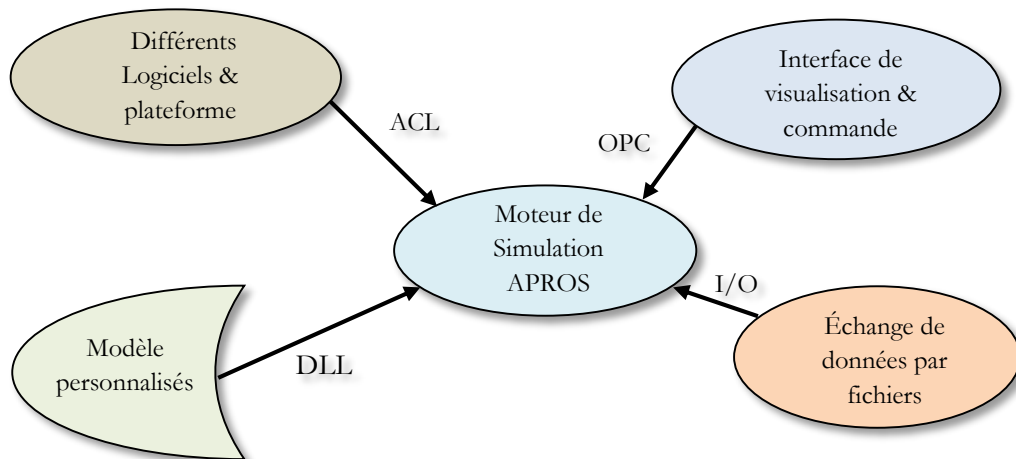 Différents
Logiciels &
plateforme
ACL
Interface de
visualisation &
commande
OPC
Moteur de
Simulation
APROS
I/O
Échange de
données par
fichiers
Modèle
personnalisés
DLL